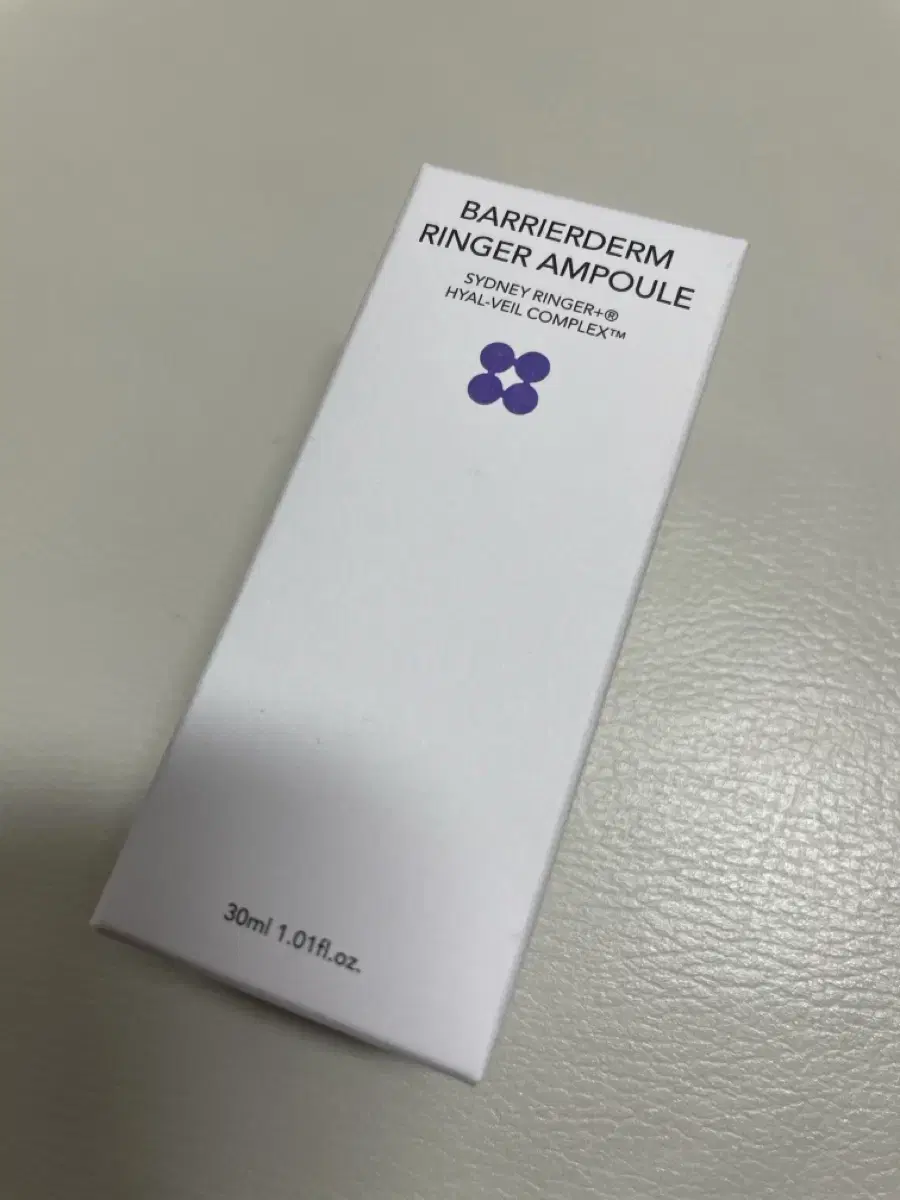 BARRIERDERM
RINGER AMPOULE
SYDNEY RINGER+®
HYAL-VEIL COMPLEX™
30ml 1.01fl.oz.